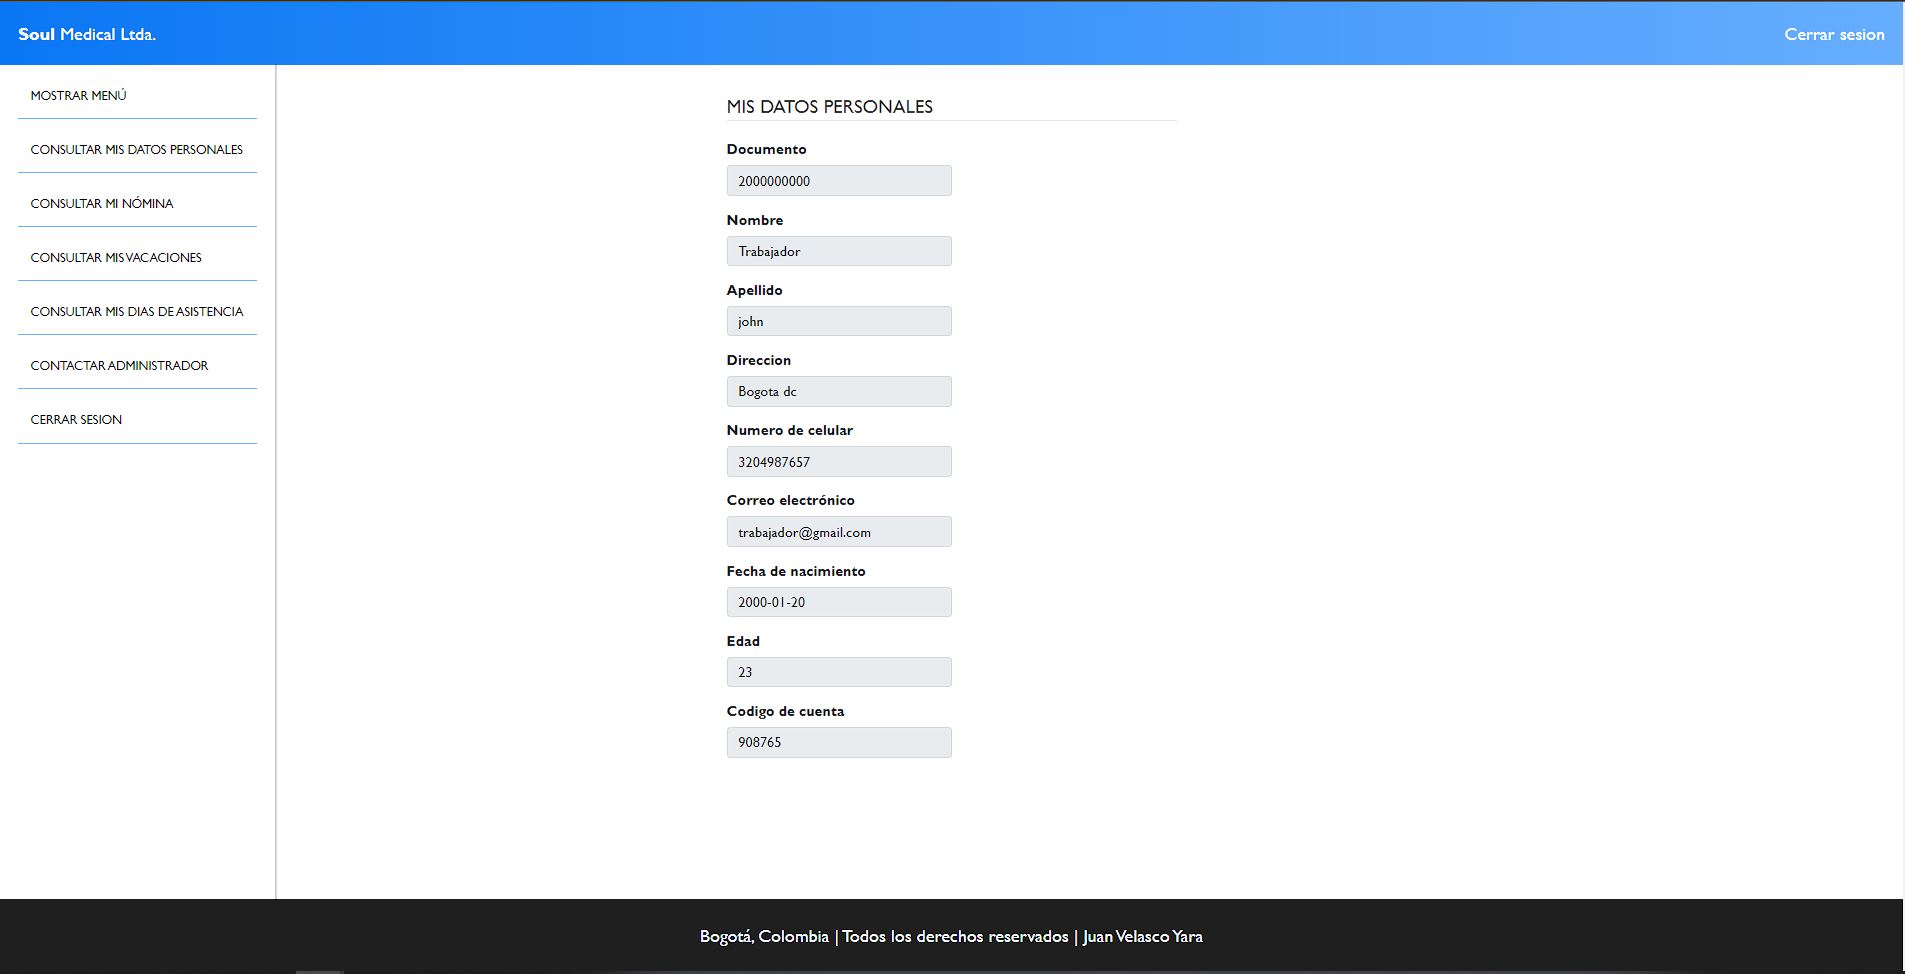 Soul Medical Ltda.
Cerrar sesion
MOSTRAR MENÚ
CONSULTAR MIS DATOS PERSONALES
CONSULTAR MI NÓMINA
CONSULTAR MIS VACACIONES
CONSULTAR MIS DIAS DE ASISTENCIA
CONTACTAR ADMINISTRADOR
CERRAR SESION
MIS DATOS PERSONALES
Documento
2000000000
Nombre
Trabajador
Apellido
john
Direccion
Bogota dc
Numero de celular
3204987657
Correo electrónico
trabajador@gmail.com
Fecha de nacimiento
2000-01-20
Edad
23
Codigo de cuenta
908765
Bogotá, Colombia | Todos los derechos reservados | Juan Velasco Yara